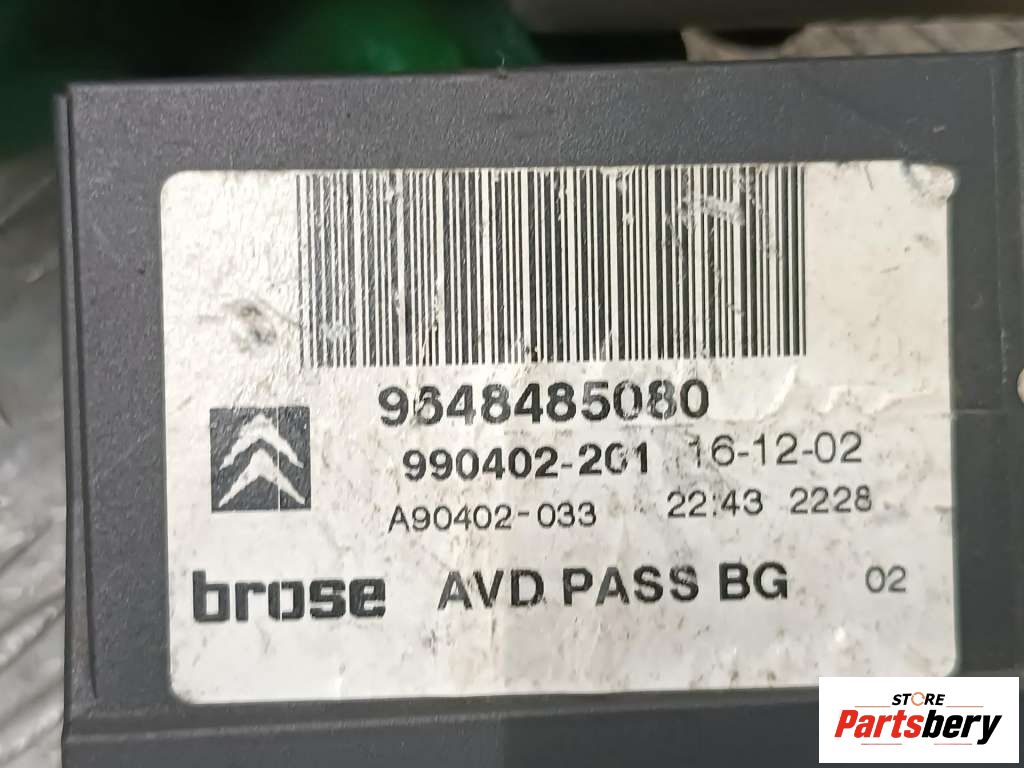 9648485080
990402-201 16-12-02
A90402-033 22:43 2228
brose AVD PASS BG 02
STORE
Partsbery